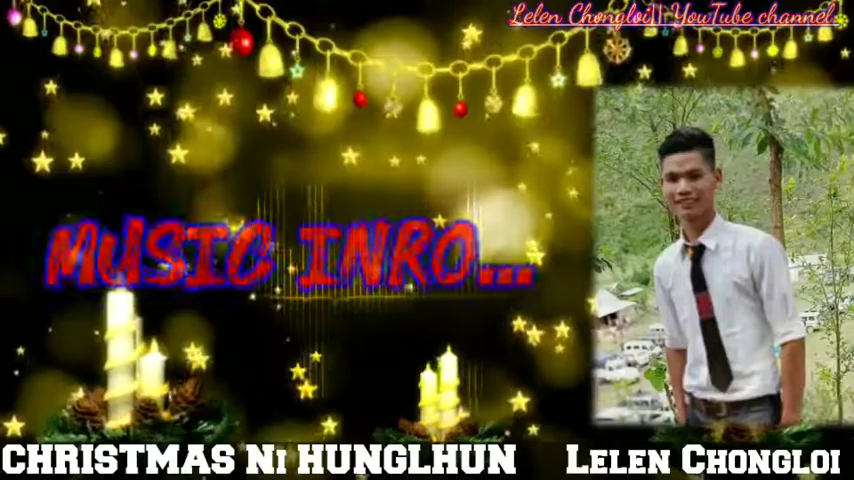 Lelen Chongloi|| YouTube channel.
MUSIC INRO...
CHRISTMAS NI HUNGLHUN LELEN CHONGLOI